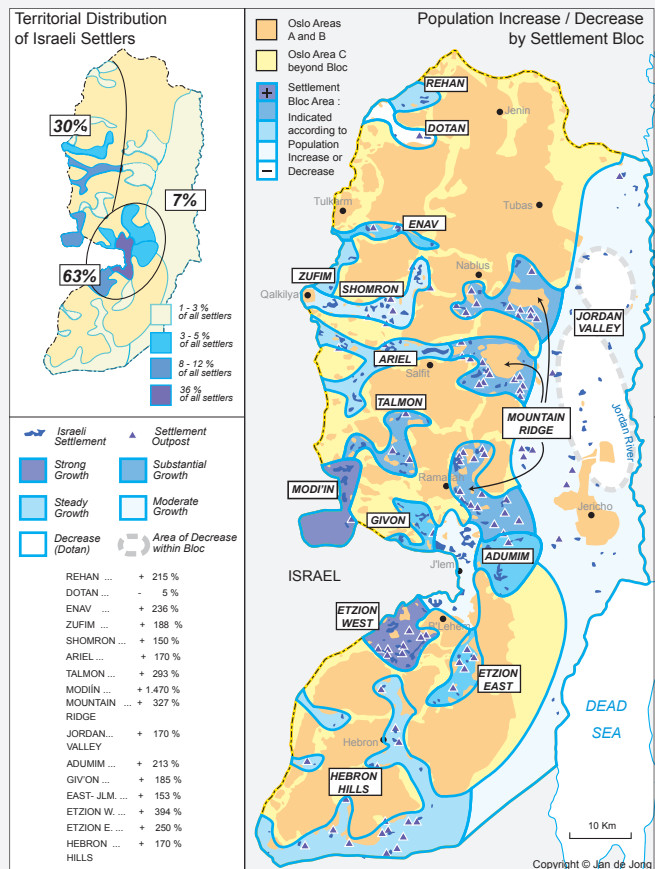 Territorial Distribution
of Israeli Settlers
30%
7%
63%
1 - 3 %
of all settlers
3 - 5 %
of all settlers
8 - 12 %
of all settlers
36 %
of all settlers
Israeli
Settlement
Settlement
Outpost
Strong
Growth
Substantial
Growth
Steady
Growth
Moderate
Growth
Decrease
(Dotan)
Area of Decrease
within Bloc
REHAN ... + 215 %
DOTAN ... - 5 %
ENAV ... + 236 %
ZUFIM ... + 188 %
SHOMRON ... + 150 %
ARIEL ... + 170 %
TALMON ... + 293 %
MODIÍN ... + 1.470 %
MOUNTAIN ... + 327 %
RIDGE
JORDAN... + 170 %
VALLEY
ADUMIM ... + 213 %
GIV'ON ... + 185 %
EAST- JLM. ... + 153 %
ETZION W. ... + 394 %
ETZION E. ... + 250 %
HEBRON ... + 170 %
HILLS
Population Increase / Decrease
by Settlement Bloc
Oslo Areas
A and B
Oslo Area C
beyond Bloc
+
Settlement
Bloc Area :
Indicated
according to
Population
Increase or
Decrease
–
REHAN
Jenin
DOTAN
Tulkarm
Tubas
ENAV
Nablus
ZUFIM
SHOMRON
Qalkilya
JORDAN
VALLEY
ARIEL
Salfit
TALMON
MOUNTAIN
RIDGE
Jordan River
MODI'IN
Ramallah
Jericho
GIVON
ADUMIM
J'lem
ISRAEL
ETZION
WEST
B'Lehem
ETZION
EAST
DEAD
SEA
Hebron
HEBRON
HILLS
10 Km
Copyright © Jan de Jong